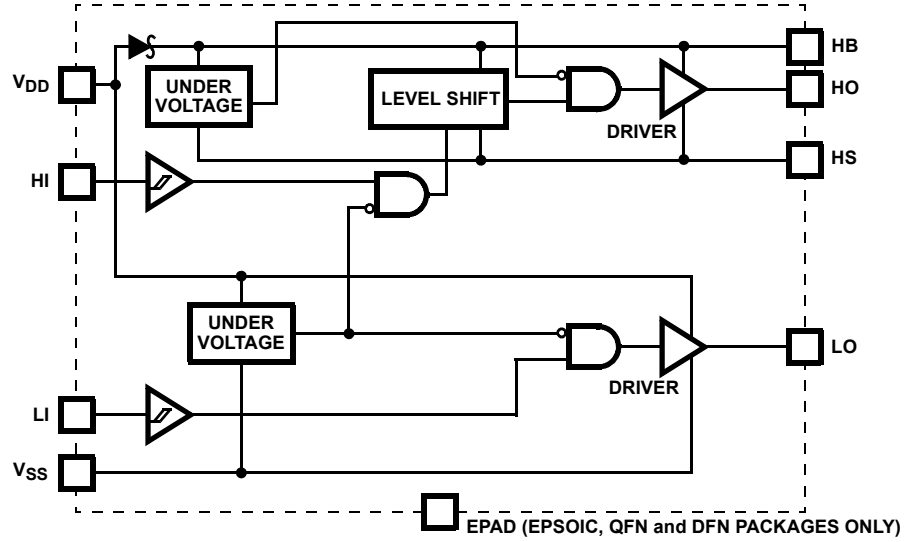 HB
VDD
UNDER
VOLTAGE
LEVEL SHIFT
HO
DRIVER
HS
HI
UNDER
VOLTAGE
LO
DRIVER
LI
VSS
EPAD (EPSOIC, QFN and DFN PACKAGES ONLY)